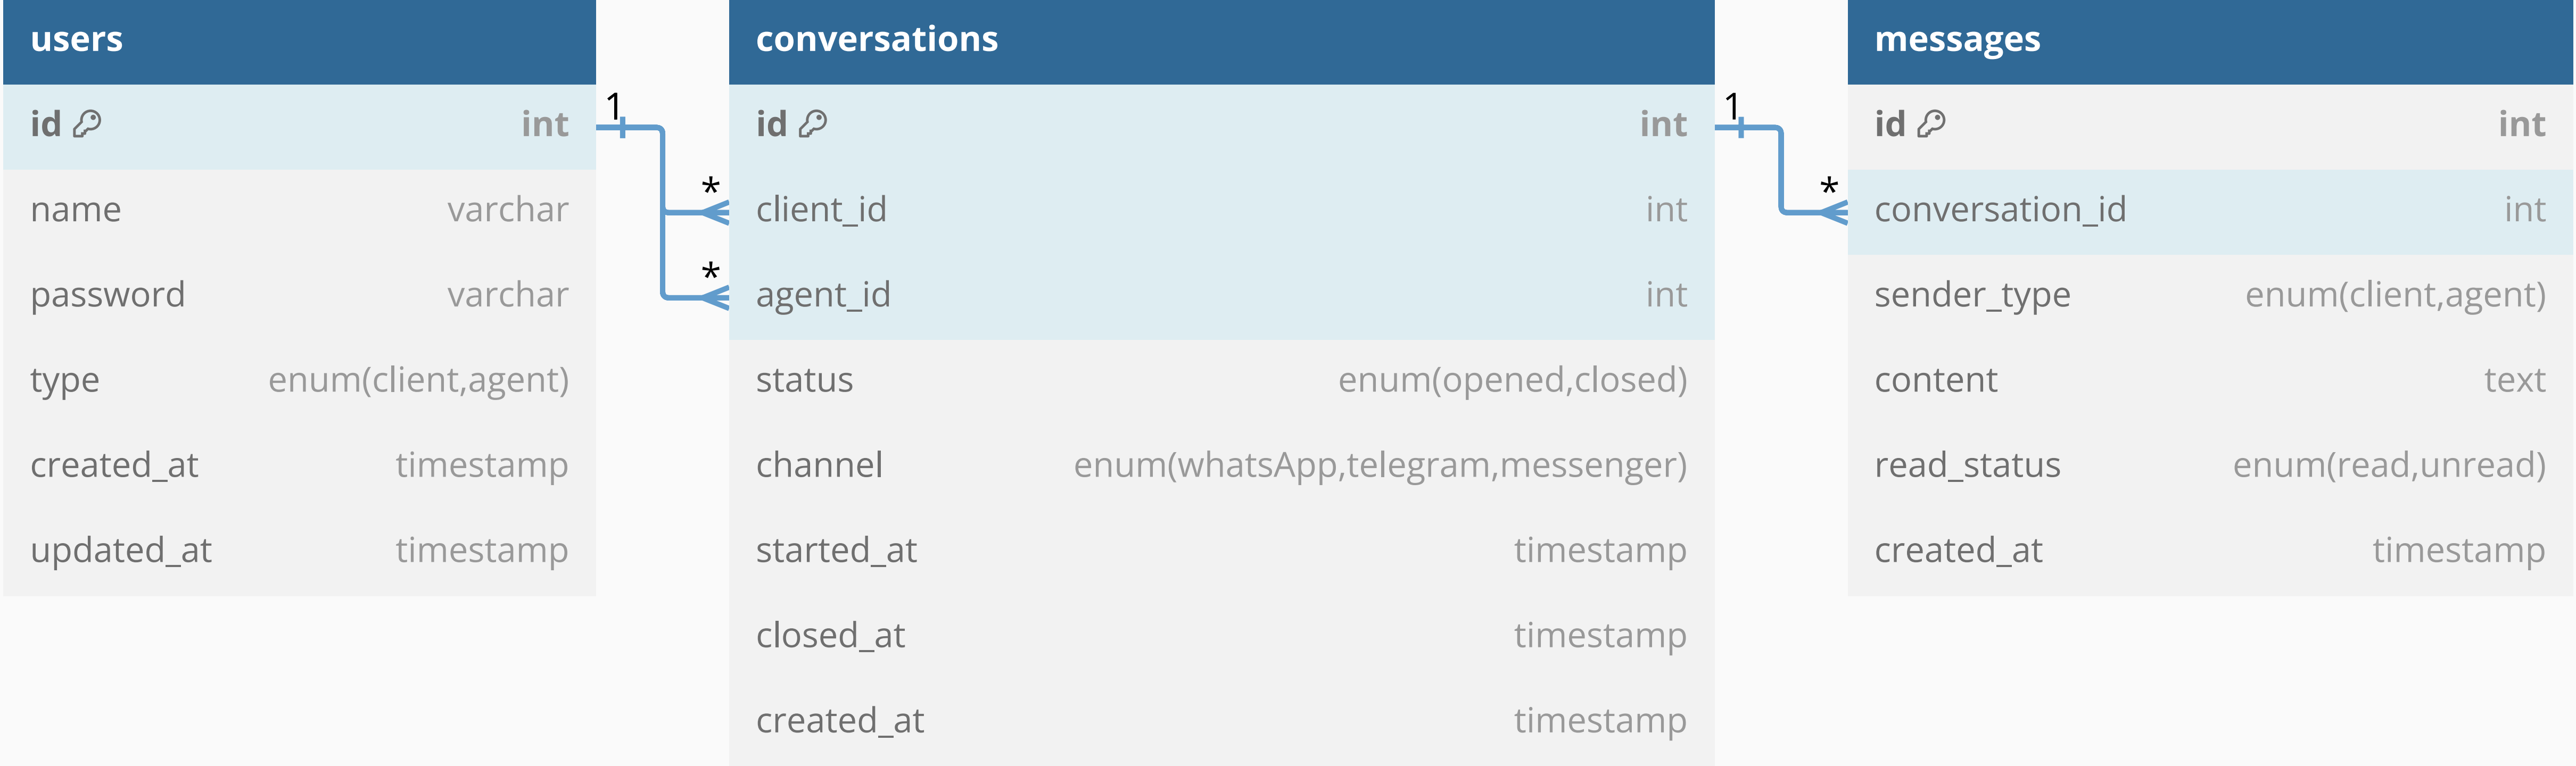 users
id int
name varchar
password varchar
type enum(client,agent)
created_at timestamp
updated_at timestamp
1
*
*
conversations
id int
client_id int
agent_id int
status enum(opened,closed)
channel enum(whatsApp,telegram,messenger)
started_at timestamp
closed_at timestamp
created_at timestamp
1
*
messages
id int
conversation_id int
sender_type enum(client,agent)
content text
read_status enum(read,unread)
created_at timestamp